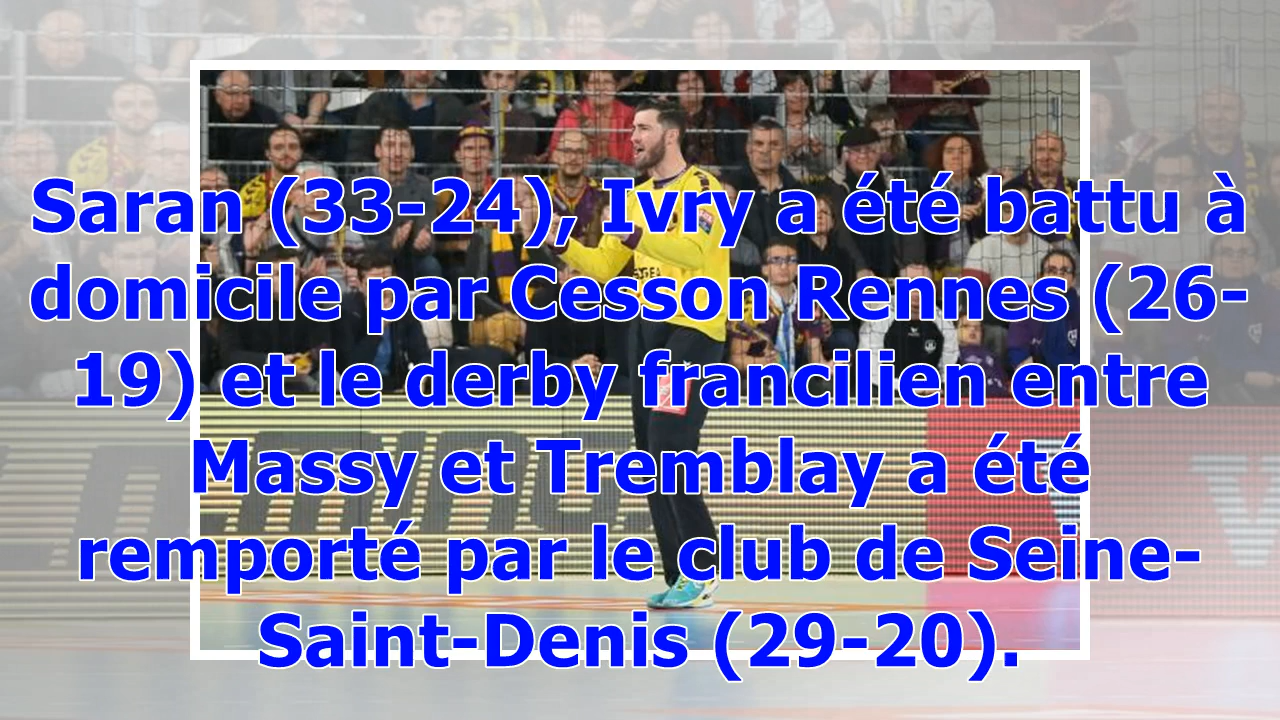 Saran (33-24), Ivry a été battu à
domicile par Cesson Rennes (26-
19) et le derby francilien entre
Massy et Tremblay a été
remporté par le club de Seine-
Saint-Denis (29-20).